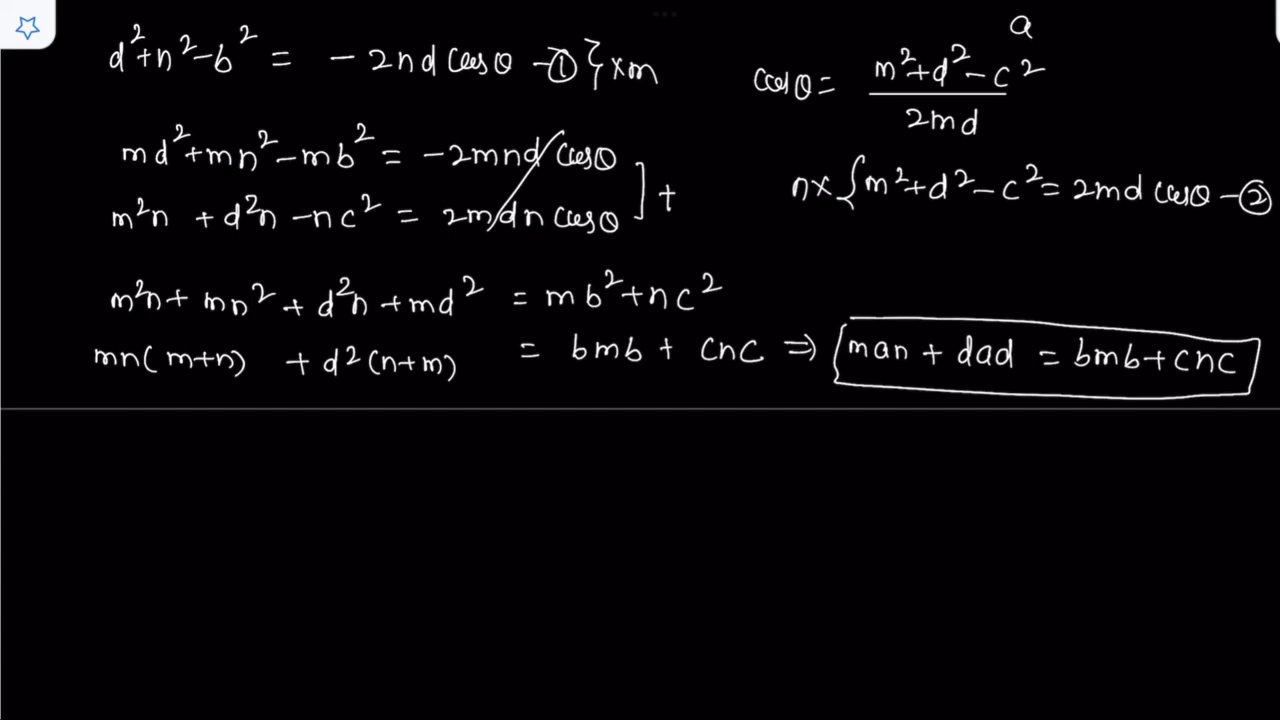 a
d²+n²-b² = -2nd cosθ -① } ×m
cosθ = (m²+d²-c²)/2md
md²+mn²-mb² = -2mnd cosθ
n×{ m²+d²-c² = 2md cosθ -②
m²n + d²n - nc² = 2mdn cosθ ] +
m²n + mn² + d²n + md² = mb²+nc²
mn(m+n) + d²(n+m) = bmb + cnc ⇒ man + dad = bmb+cnc